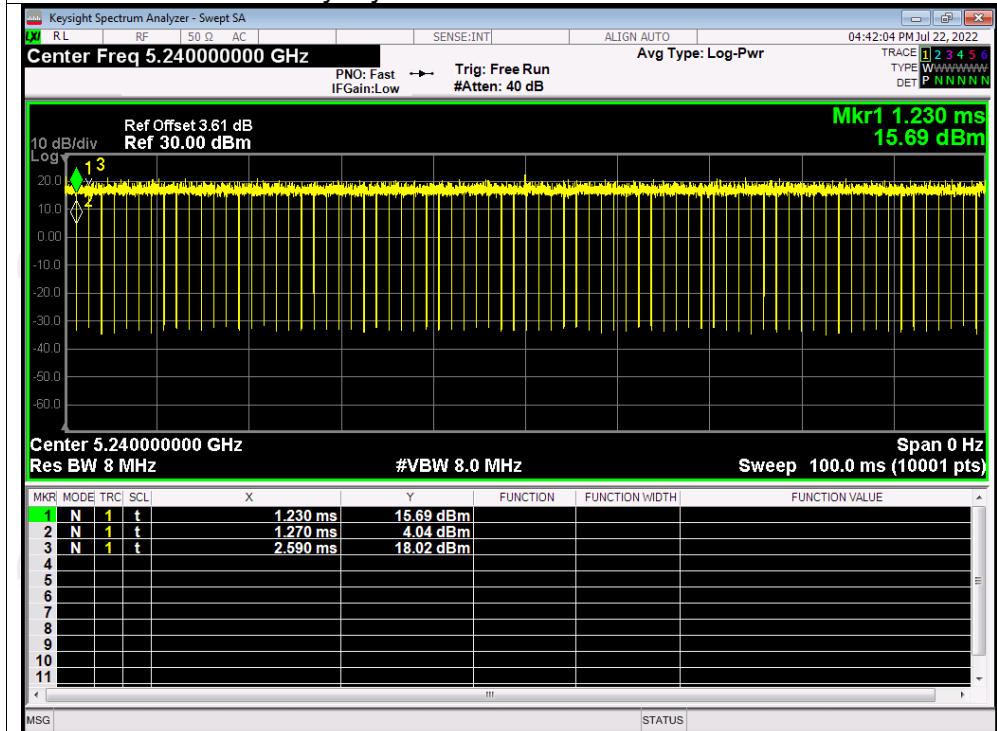 Keysight Spectrum Analyzer - Swept SA
LXI RL RF 50 Ω AC SENSE:INT ALIGN AUTO 04:42:04 PM Jul 22, 2022
Center Freq 5.240000000 GHz Avg Type: Log-Pwr TRACE 1 2 3 4 5 6
PNO: Fast Trig: Free Run TYPE WWWWWW
IFGain:Low #Atten: 40 dB DET P N N N N N
Mkr1 1.230 ms
Ref Offset 3.61 dB
10 dB/div Ref 30.00 dBm 15.69 dBm
Log
1 3
20.0
2
10.0
0.00
-10.0
-20.0
-30.0
-40.0
-50.0
-60.0
Center 5.240000000 GHz Span 0 Hz
Res BW 8 MHz #VBW 8.0 MHz Sweep 100.0 ms (10001 pts)
MKR MODE TRC SCL X Y FUNCTION FUNCTION WIDTH FUNCTION VALUE
1 N 1 t 1.230 ms 15.69 dBm
2 N 1 t 1.270 ms 4.04 dBm
3 N 1 t 2.590 ms 18.02 dBm
4
5
6
7
8
9
10
11
MSG STATUS